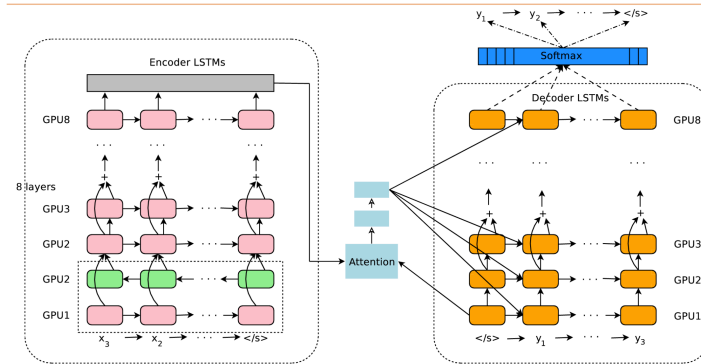 y1 y2 · · · </s>
Softmax
Encoder LSTMs
Decoder LSTMs
GPU8 · · · · · · GPU8
· · · · · · · · · · · ·
+ + + + + +
8 layers
GPU3 · · · · · · GPU3
GPU2 · · ·
GPU2 · · · · · · GPU2
Attention
GPU1 · · · · · · GPU1
x3 x2 · · · </s> </s> y1 · · · y3